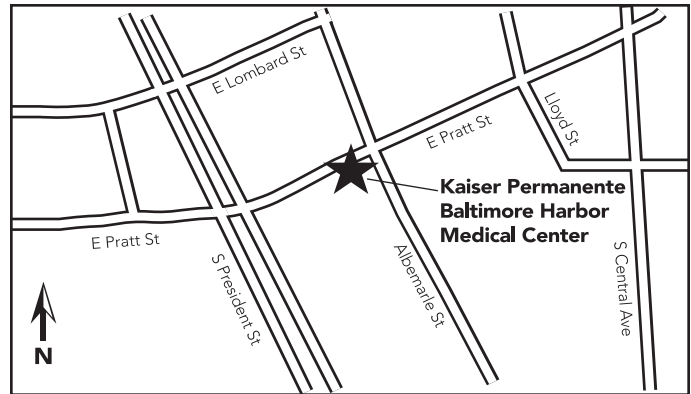 E Lombard St
E Pratt St
Lloyd St
Kaiser Permanente
Baltimore Harbor
Medical Center
E Pratt St
S President St
Albemarle St
S Central Ave
N